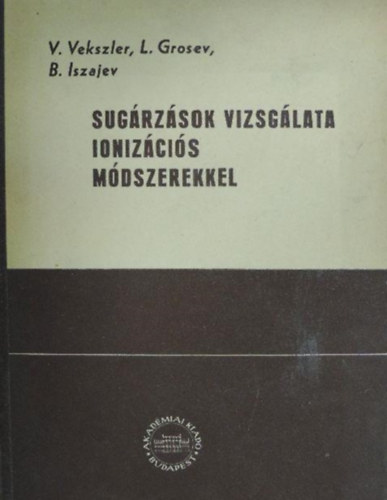 V. Vekszler, L. Grosev,
B. Iszajev
SUGÁRZÁSOK VIZSGÁLATA
IONIZÁCIÓS
MÓDSZEREKKEL
AKADÉMIAI KIADÓ
• BUDAPEST •